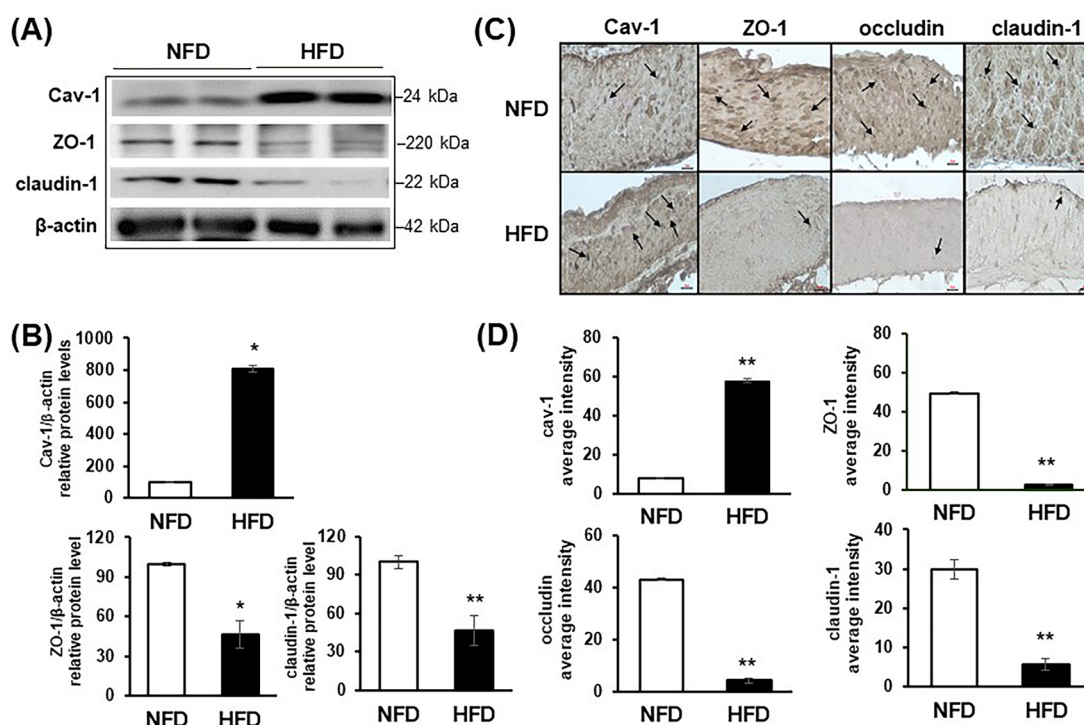 (A)
NFD HFD
Cav-1
24 kDa
ZO-1
220 kDa
claudin-1
22 kDa
β-actin
42 kDa
(C)
Cav-1 ZO-1 occludin claudin-1
NFD
HFD
(B)
Cav-1/β-actin
relative protein levels
1000
800
600
400
200
0
*
NFD HFD
ZO-1/β-actin
relative protein level
120
90
60
30
0
*
NFD HFD
claudin-1/β-actin
relative protein level
120
90
60
30
0
**
NFD HFD
(D)
cav-1
average intensity
80
60
40
20
0
**
NFD HFD
ZO-1
average intensity
80
60
40
20
0
**
NFD HFD
occludin
average intensity
60
40
20
0
**
NFD HFD
claudin-1
average intensity
40
30
20
10
0
**
NFD HFD